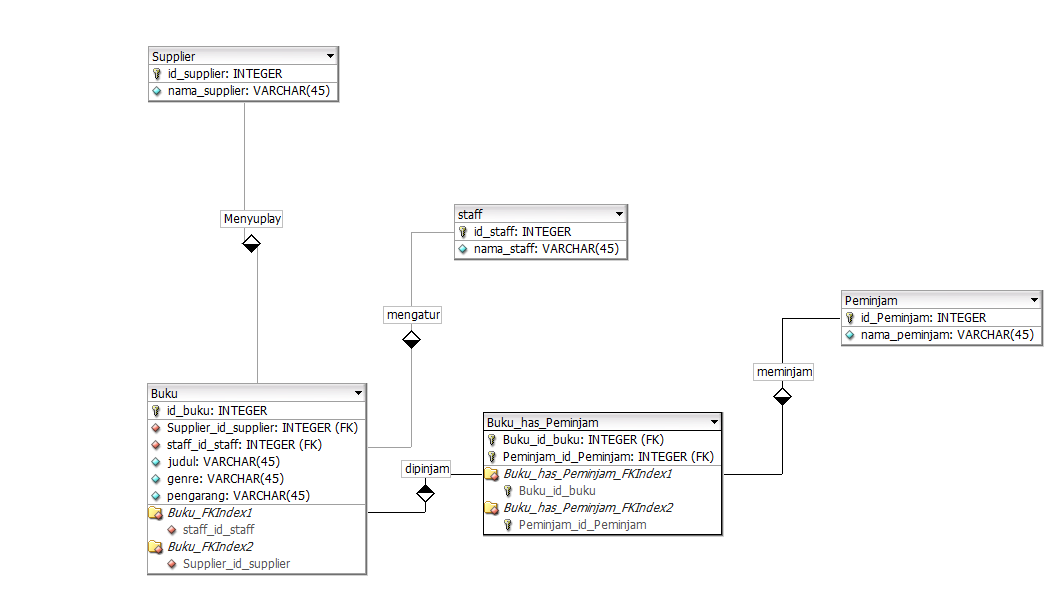 Supplier
id_supplier: INTEGER
nama_supplier: VARCHAR(45)
Menyuplay
staff
id_staff: INTEGER
nama_staff: VARCHAR(45)
mengatur
Peminjam
id_Peminjam: INTEGER
nama_peminjam: VARCHAR(45)
meminjam
Buku
id_buku: INTEGER
Supplier_id_supplier: INTEGER (FK)
staff_id_staff: INTEGER (FK)
judul: VARCHAR(45)
genre: VARCHAR(45)
pengarang: VARCHAR(45)
Buku_FKIndex1
staff_id_staff
Buku_FKIndex2
Supplier_id_supplier
dipinjam
Buku_has_Peminjam
Buku_id_buku: INTEGER (FK)
Peminjam_id_Peminjam: INTEGER (FK)
Buku_has_Peminjam_FKIndex1
Buku_id_buku
Buku_has_Peminjam_FKIndex2
Peminjam_id_Peminjam